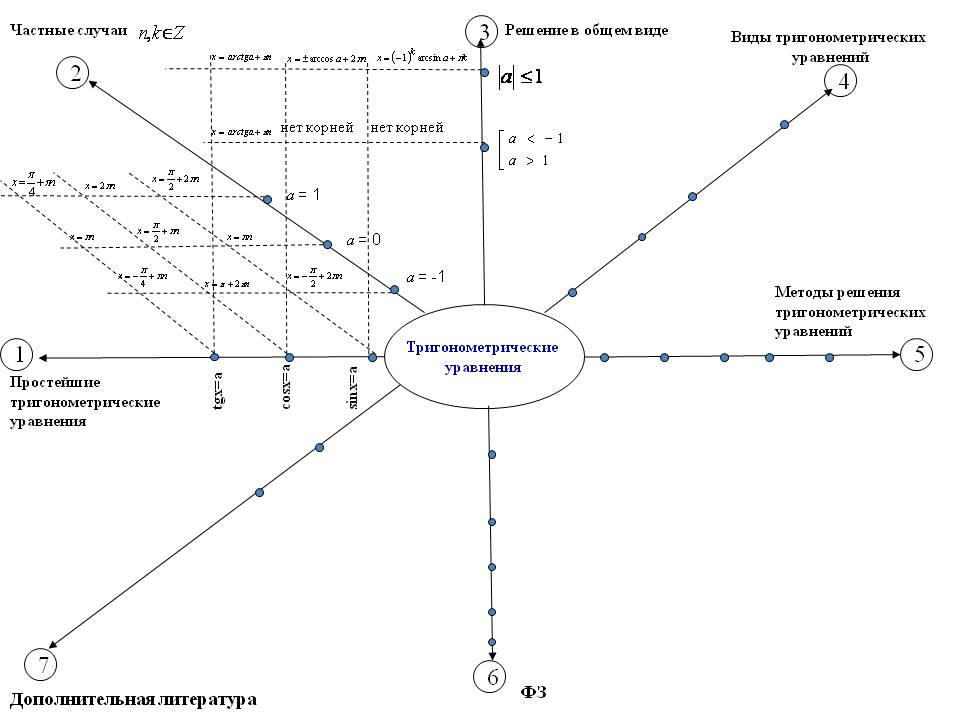 Частные случаи n,k∈Z
3
Решение в общем виде
Виды тригонометрических
уравнений
2
4
x = arctga + πn
x = ± arccos a + 2πn
x = (−1)^k arcsin a + πk
|a| ≤ 1
x = arctga + πn
нет корней
нет корней
a < − 1
a > 1
x = π/4 + πn
x = 2πn
x = π/2 + 2πn
a = 1
x = πn
x = π/2 + πn
x = πn
a = 0
x = − π/4 + πn
x = π + 2πn
x = − π/2 + 2πn
a = -1
Методы решения
тригонометрических
уравнений
1
Тригонометрические
уравнения
5
Простейшие
тригонометрические
уравнения
tgx=a
cosx=a
sinx=a
7
6
Дополнительная литература
ФЗ